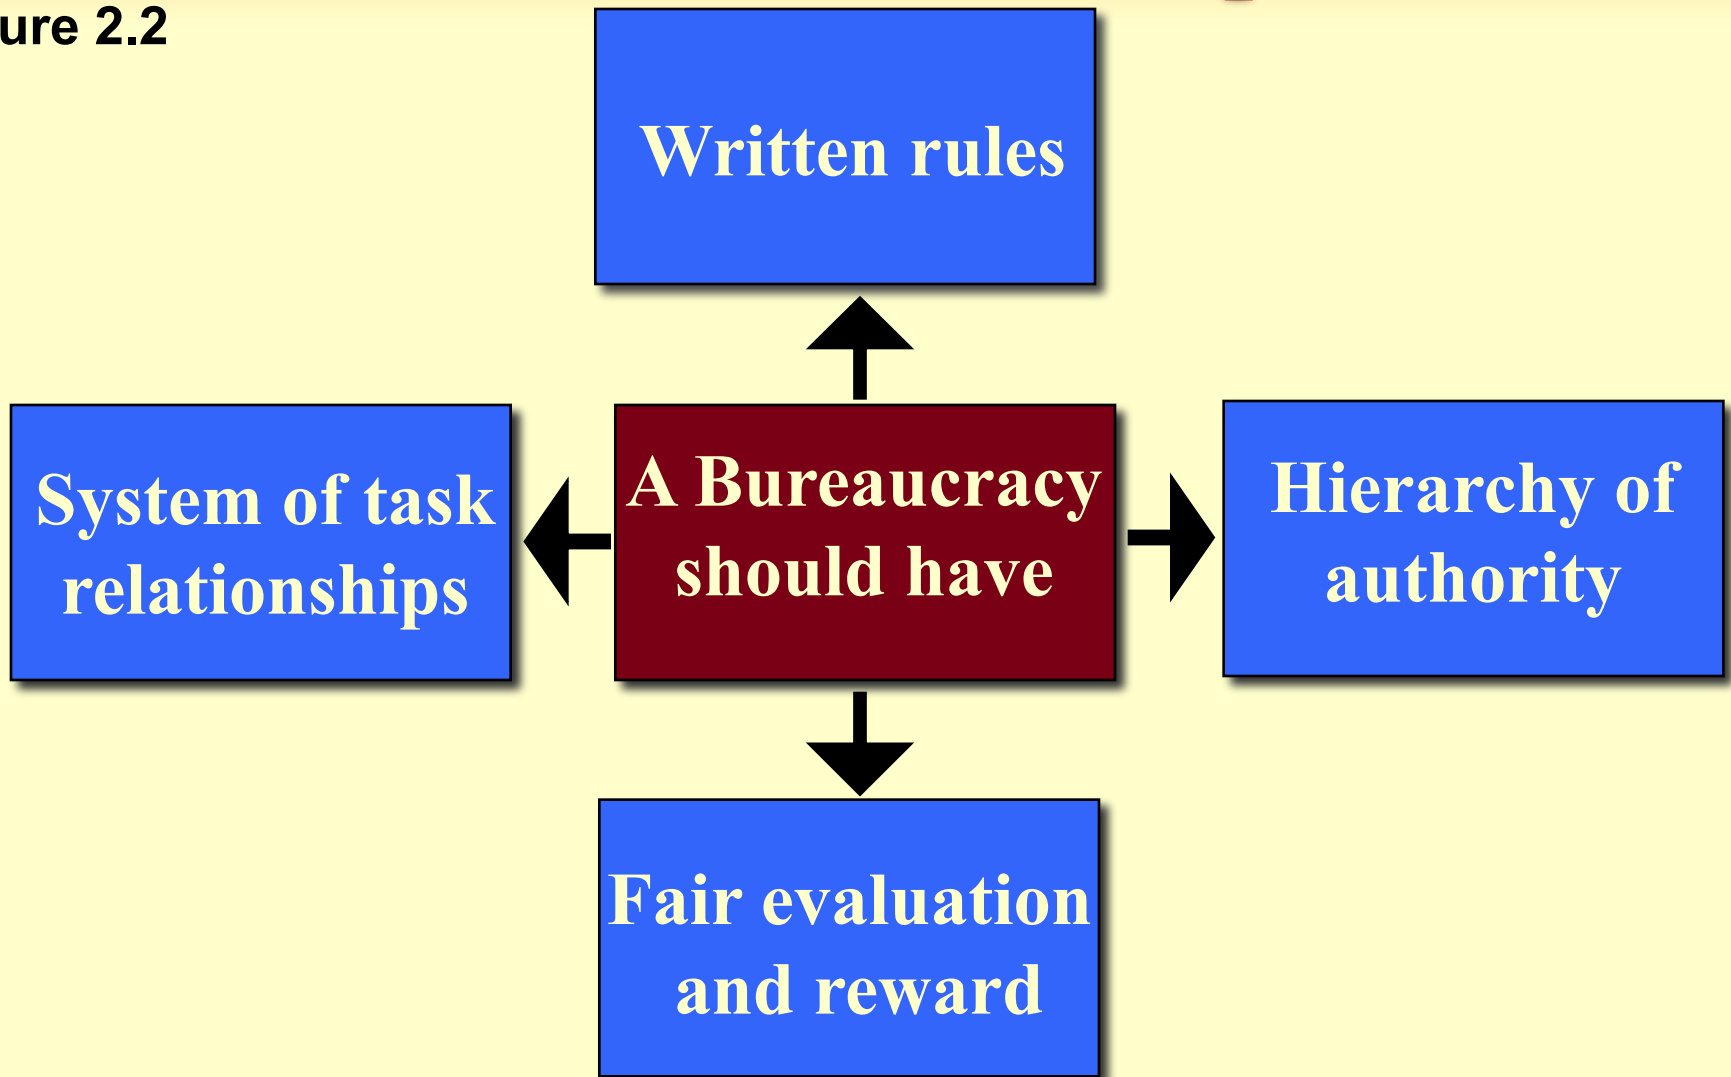 ure 2.2
Written rules
System of task
relationships
A Bureaucracy
should have
Hierarchy of
authority
Fair evaluation
and reward